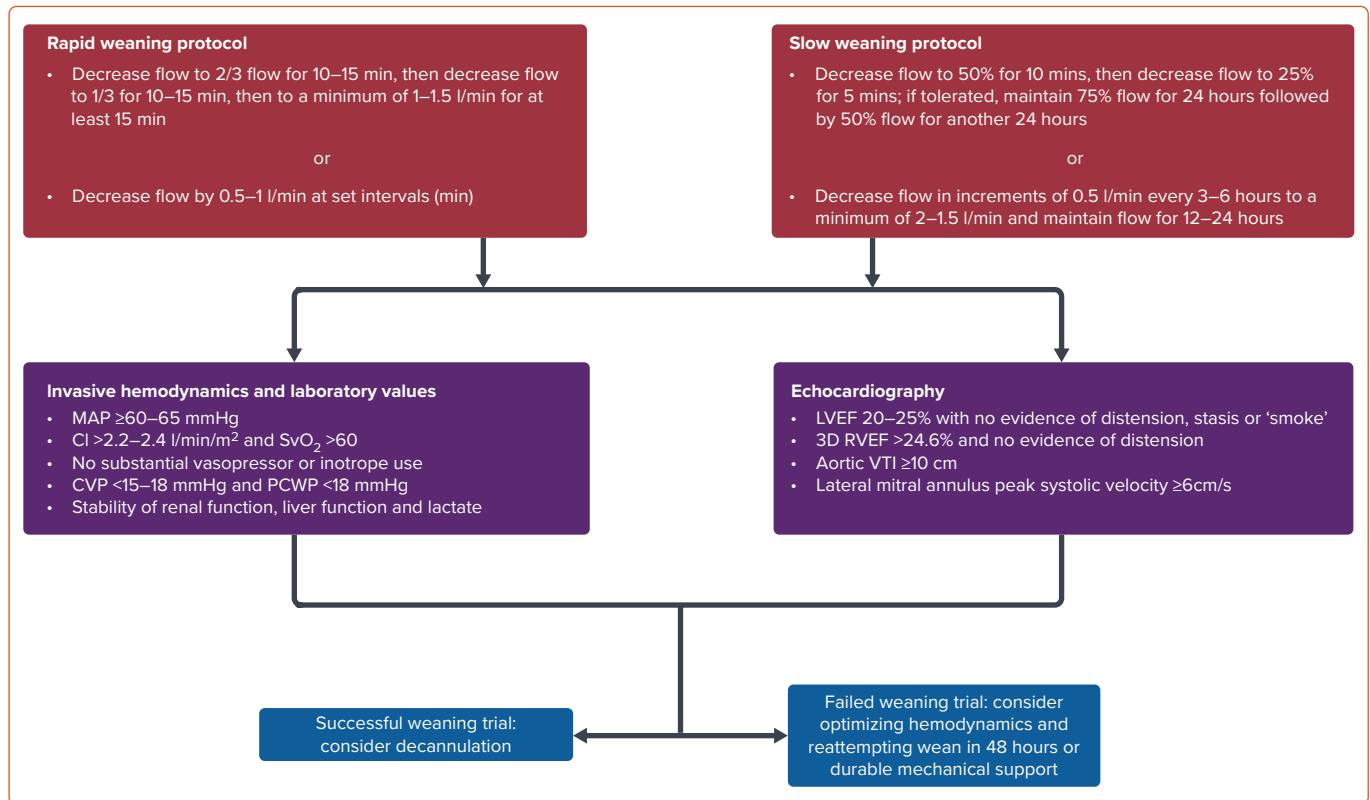 Rapid weaning protocol
• Decrease flow to 2/3 flow for 10–15 min, then decrease flow
to 1/3 for 10–15 min, then to a minimum of 1–1.5 l/min for at
least 15 min
or
• Decrease flow by 0.5–1 l/min at set intervals (min)
Slow weaning protocol
• Decrease flow to 50% for 10 mins, then decrease flow to 25%
for 5 mins; if tolerated, maintain 75% flow for 24 hours followed
by 50% flow for another 24 hours
or
• Decrease flow in increments of 0.5 l/min every 3–6 hours to a
minimum of 2–1.5 l/min and maintain flow for 12–24 hours
Invasive hemodynamics and laboratory values
• MAP ≥60–65 mmHg
• CI >2.2–2.4 l/min/m² and SvO₂ >60
• No substantial vasopressor or inotrope use
• CVP <15–18 mmHg and PCWP <18 mmHg
• Stability of renal function, liver function and lactate
Echocardiography
• LVEF 20–25% with no evidence of distension, stasis or ‘smoke’
• 3D RVEF >24.6% and no evidence of distension
• Aortic VTI ≥10 cm
• Lateral mitral annulus peak systolic velocity ≥6cm/s
Successful weaning trial:
consider decannulation
Failed weaning trial: consider
optimizing hemodynamics and
reattempting wean in 48 hours or
durable mechanical support